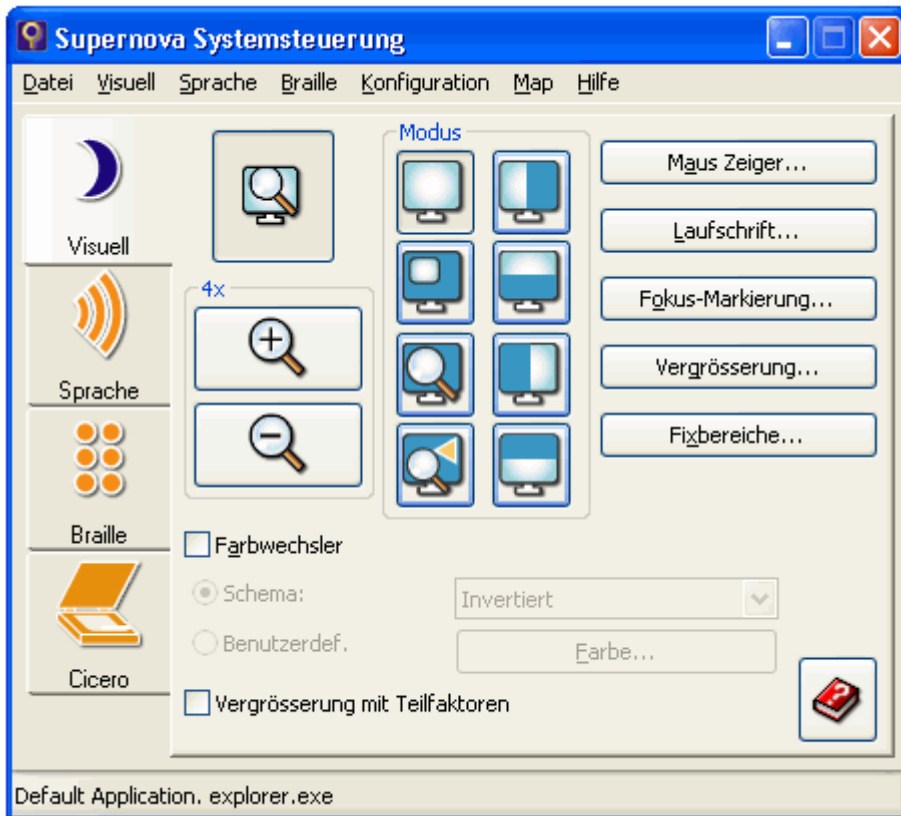 Supernova Systemsteuerung
Datei Visuell Sprache Braille Konfiguration Map Hilfe
Visuell
Sprache
Braille
Cicero
4x
Modus
Maus Zeiger...
Laufschrift...
Fokus-Markierung...
Vergrösserung...
Fixbereiche...
Farbwechsler
Schema:
Invertiert
Benutzerdef.
Farbe...
Vergrösserung mit Teilfaktoren
?
Default Application. explorer.exe